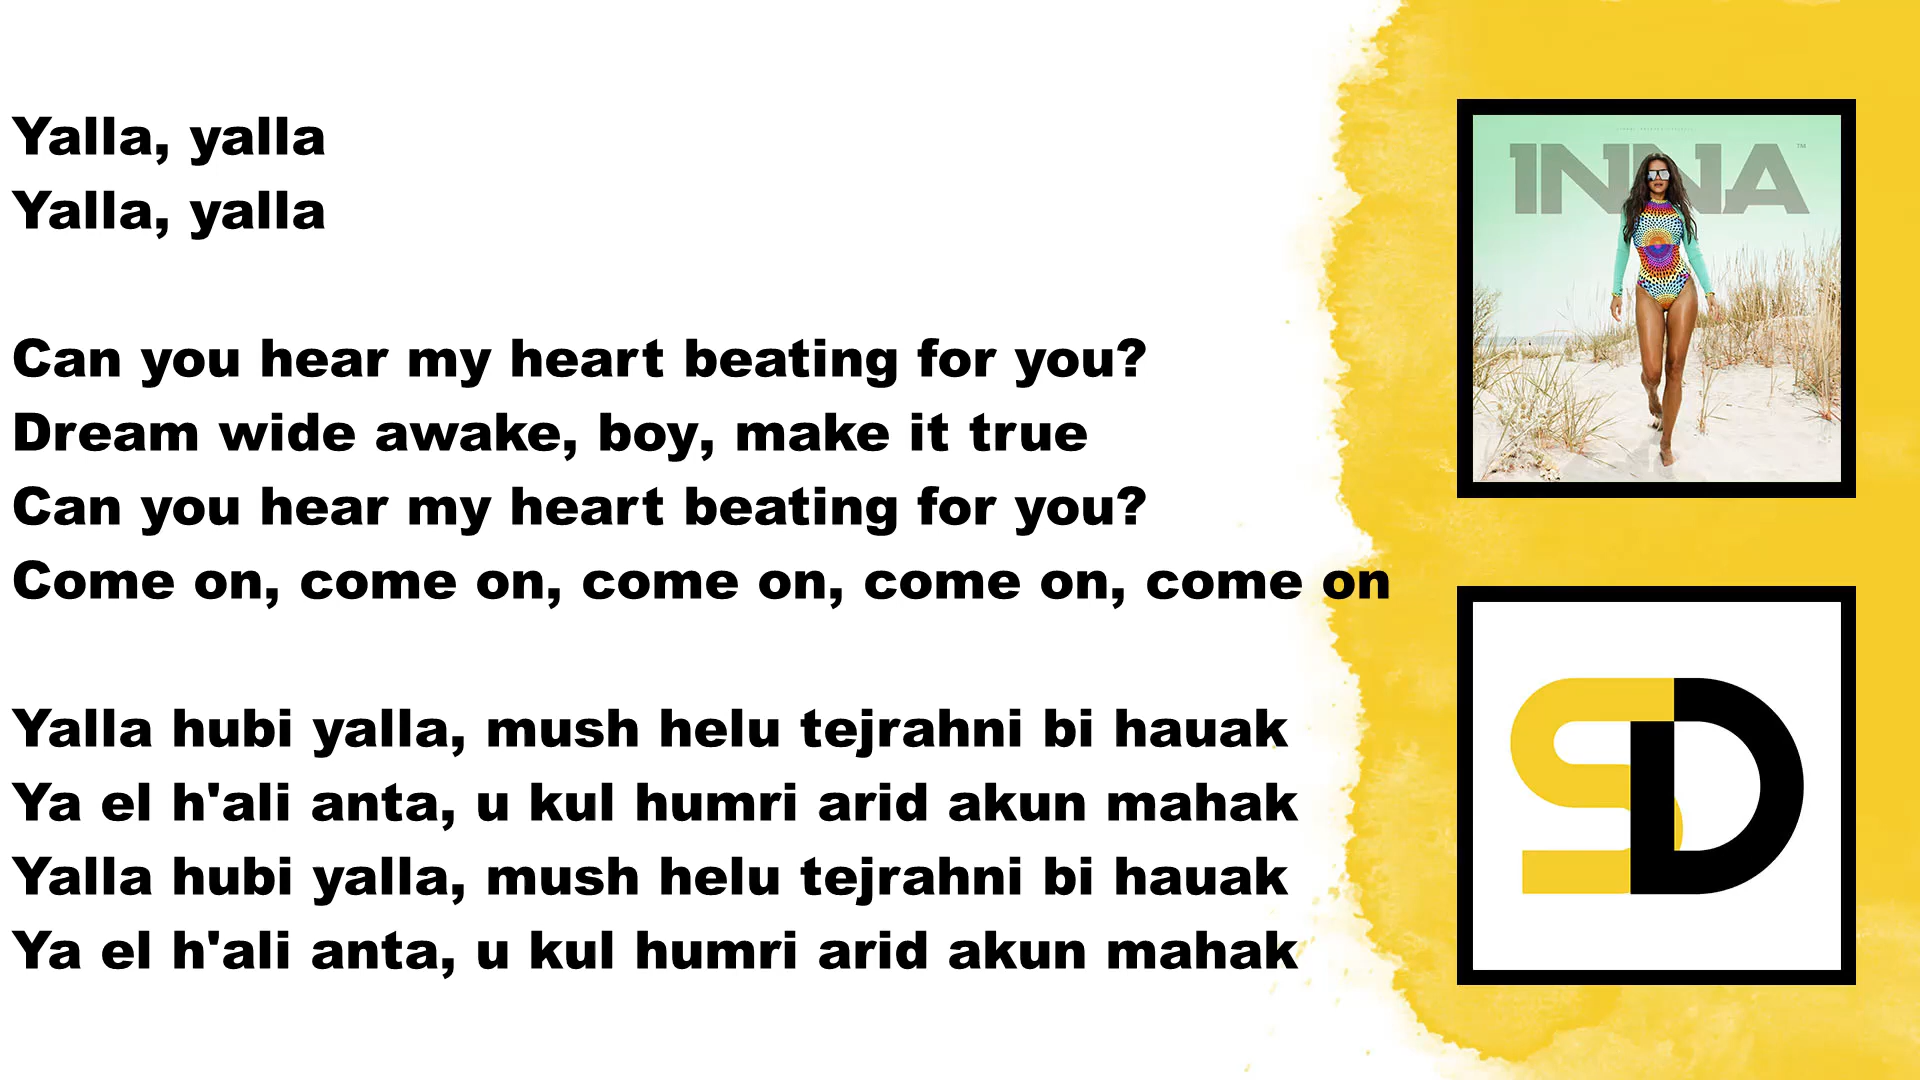 Yalla, yalla
Yalla, yalla
Can you hear my heart beating for you?
Dream wide awake, boy, make it true
Can you hear my heart beating for you?
Come on, come on, come on, come on, come on
Yalla hubi yalla, mush helu tejrahni bi hauak
Ya el h'ali anta, u kul humri arid akun mahak
Yalla hubi yalla, mush helu tejrahni bi hauak
Ya el h'ali anta, u kul humri arid akun mahak
INNA™
SD